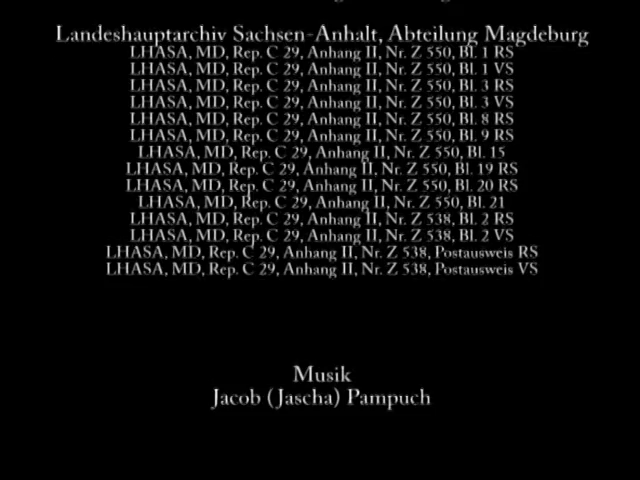 Landeshauptarchiv Sachsen-Anhalt, Abteilung Magdeburg
LHASA, MD, Rep. C 29, Anhang II, Nr. Z 550, Bl. 1 RS
LHASA, MD, Rep. C 29, Anhang II, Nr. Z 550, Bl. 1 VS
LHASA, MD, Rep. C 29, Anhang II, Nr. Z 550, Bl. 3 RS
LHASA, MD, Rep. C 29, Anhang II, Nr. Z 550, Bl. 3 VS
LHASA, MD, Rep. C 29, Anhang II, Nr. Z 550, Bl. 8 RS
LHASA, MD, Rep. C 29, Anhang II, Nr. Z 550, Bl. 9 RS
LHASA, MD, Rep. C 29, Anhang II, Nr. Z 550, Bl. 15
LHASA, MD, Rep. C 29, Anhang II, Nr. Z 550, Bl. 19 RS
LHASA, MD, Rep. C 29, Anhang II, Nr. Z 550, Bl. 20 RS
LHASA, MD, Rep. C 29, Anhang II, Nr. Z 550, Bl. 21
LHASA, MD, Rep. C 29, Anhang II, Nr. Z 538, Bl. 2 RS
LHASA, MD, Rep. C 29, Anhang II, Nr. Z 538, Bl. 2 VS
LHASA, MD, Rep. C 29, Anhang II, Nr. Z 538, Postausweis RS
LHASA, MD, Rep. C 29, Anhang II, Nr. Z 538, Postausweis VS
Musik
Jacob (Jascha) Pampuch